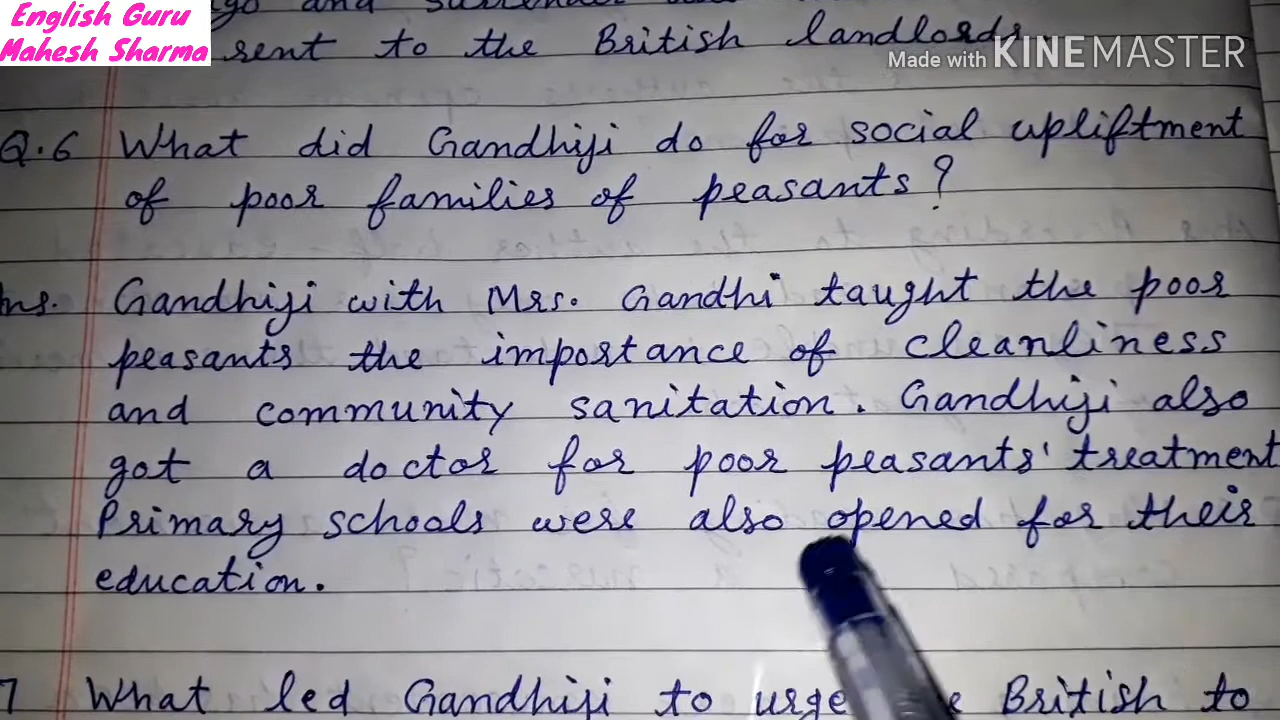 English Guru
Mahesh Sharma
Made with KINEMASTER
go and
sent to the British landlords.
Q.6 What did Gandhiji do for social upliftment
of poor families of peasants?
Ans. Gandhiji with Mrs. Gandhi taught the poor
peasants the importance of cleanliness
and community sanitation. Gandhiji also
got a doctor for poor peasants' treatment
Primary schools were also opened for their
education.
7 What led Gandhiji to urge British to